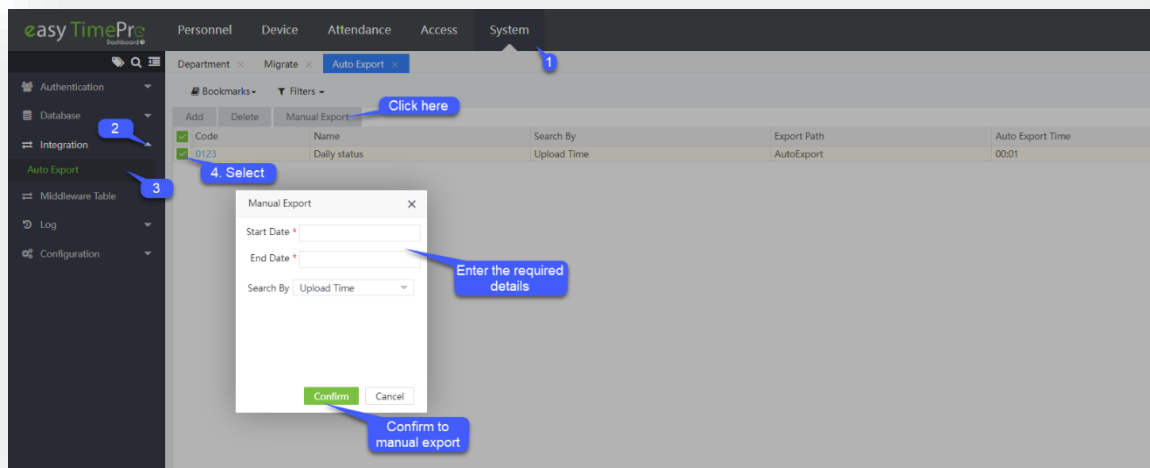 easy TimePro
Dashboard
Personnel Device Attendance Access System
1
Department × Migrate × Auto Export ×
Authentication
Bookmarks Filters
Click here
Database
Add Delete Manual Export
2
Code Name Search By Export Path Auto Export Time
Integration
0123 Daily status Upload Time AutoExport 00:01
Auto Export
4. Select
3
Middleware Table
Manual Export ×
Log
Start Date *
Configuration
End Date *
Enter the required
details
Search By Upload Time
Confirm Cancel
Confirm to
manual export